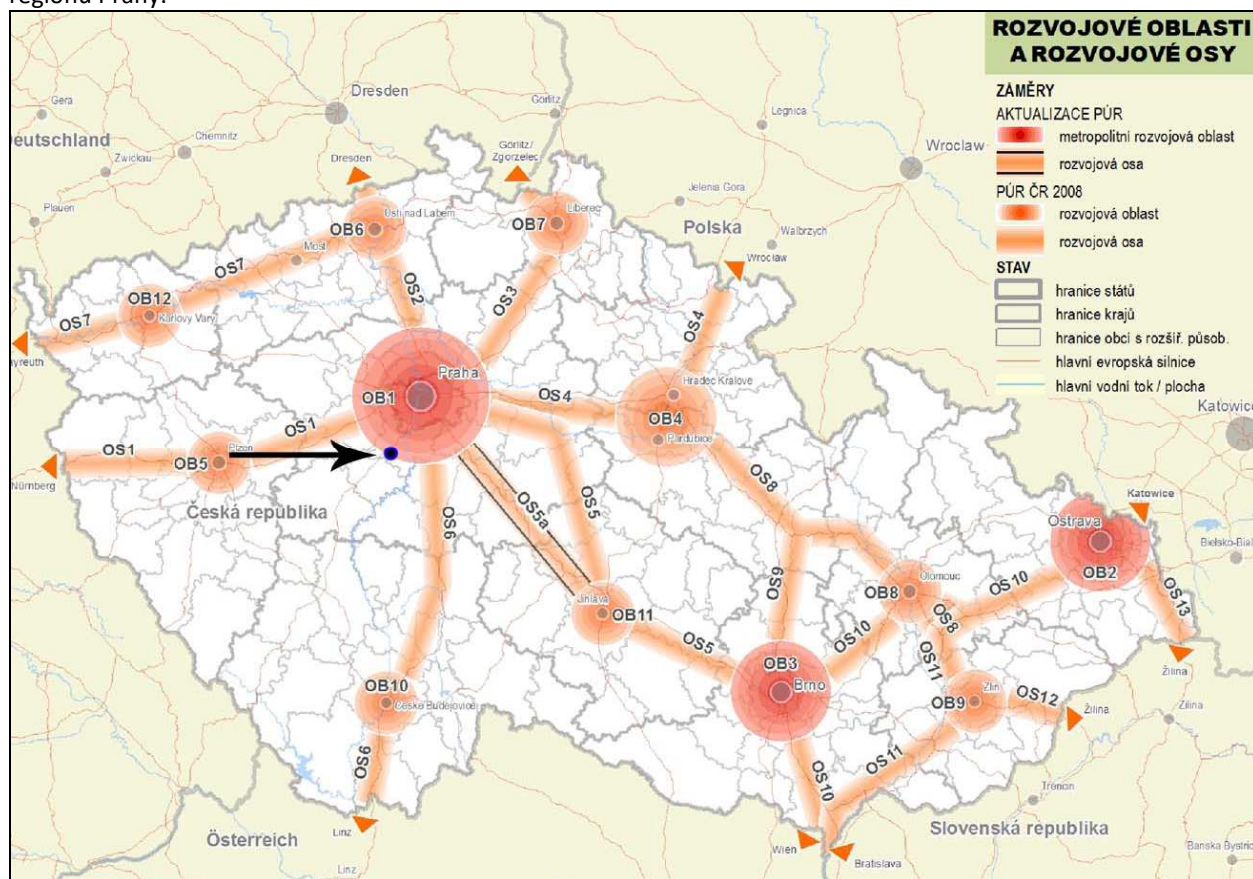 regionu Prahy.
ROZVOJOVÉ OBLASTI
A ROZVOJOVÉ OSY
ZÁMĚRY
AKTUALIZACE PÚR
metropolitní rozvojová oblast
rozvojová osa
PÚR ČR 2008
rozvojová oblast
rozvojová osa
STAV
hranice států
hranice krajů
hranice obcí s rozšíř. působ.
hlavní evropská silnice
hlavní vodní tok / plocha
Dresden
Görlitz
Legnica
Gera
Deutschland
Chemnitz
Zwickau
Wroclaw
Dresden
Görlitz/
Zgorzelec
Jelenia Gora
Plauen
Ústí nad Labem
OB6
OB7
Liberec
Polska
Walbrzych
Most
Wrocław
OS7
OS2
OS3
OS4
OB12
Karlovy Vary
OS7
ayreuth
Praha
OB1
OS4
Hradec Králové
OB4
Pardubice
Katowice
OS1
OS1
Plzeň
OB5
Nürnberg
Česká republika
OS6
OS5a
OS5
OS8
Katowice
Ostrava
OB2
Bielsko-Bial
OS9
Olomouc
OB8
OS10
OS13
Jihlava
OB11
OS5
OS10
OS8
OS11
Žilina
OB3
Brno
OB10
České Budějovice
Zlín
OB9
OS12
Žilina
Žilina
OS6
OS10
OS11
Trenčín
Linz
Österreich
Slovenská republika
Wien
Bratislava
Linz
Banska Bystric